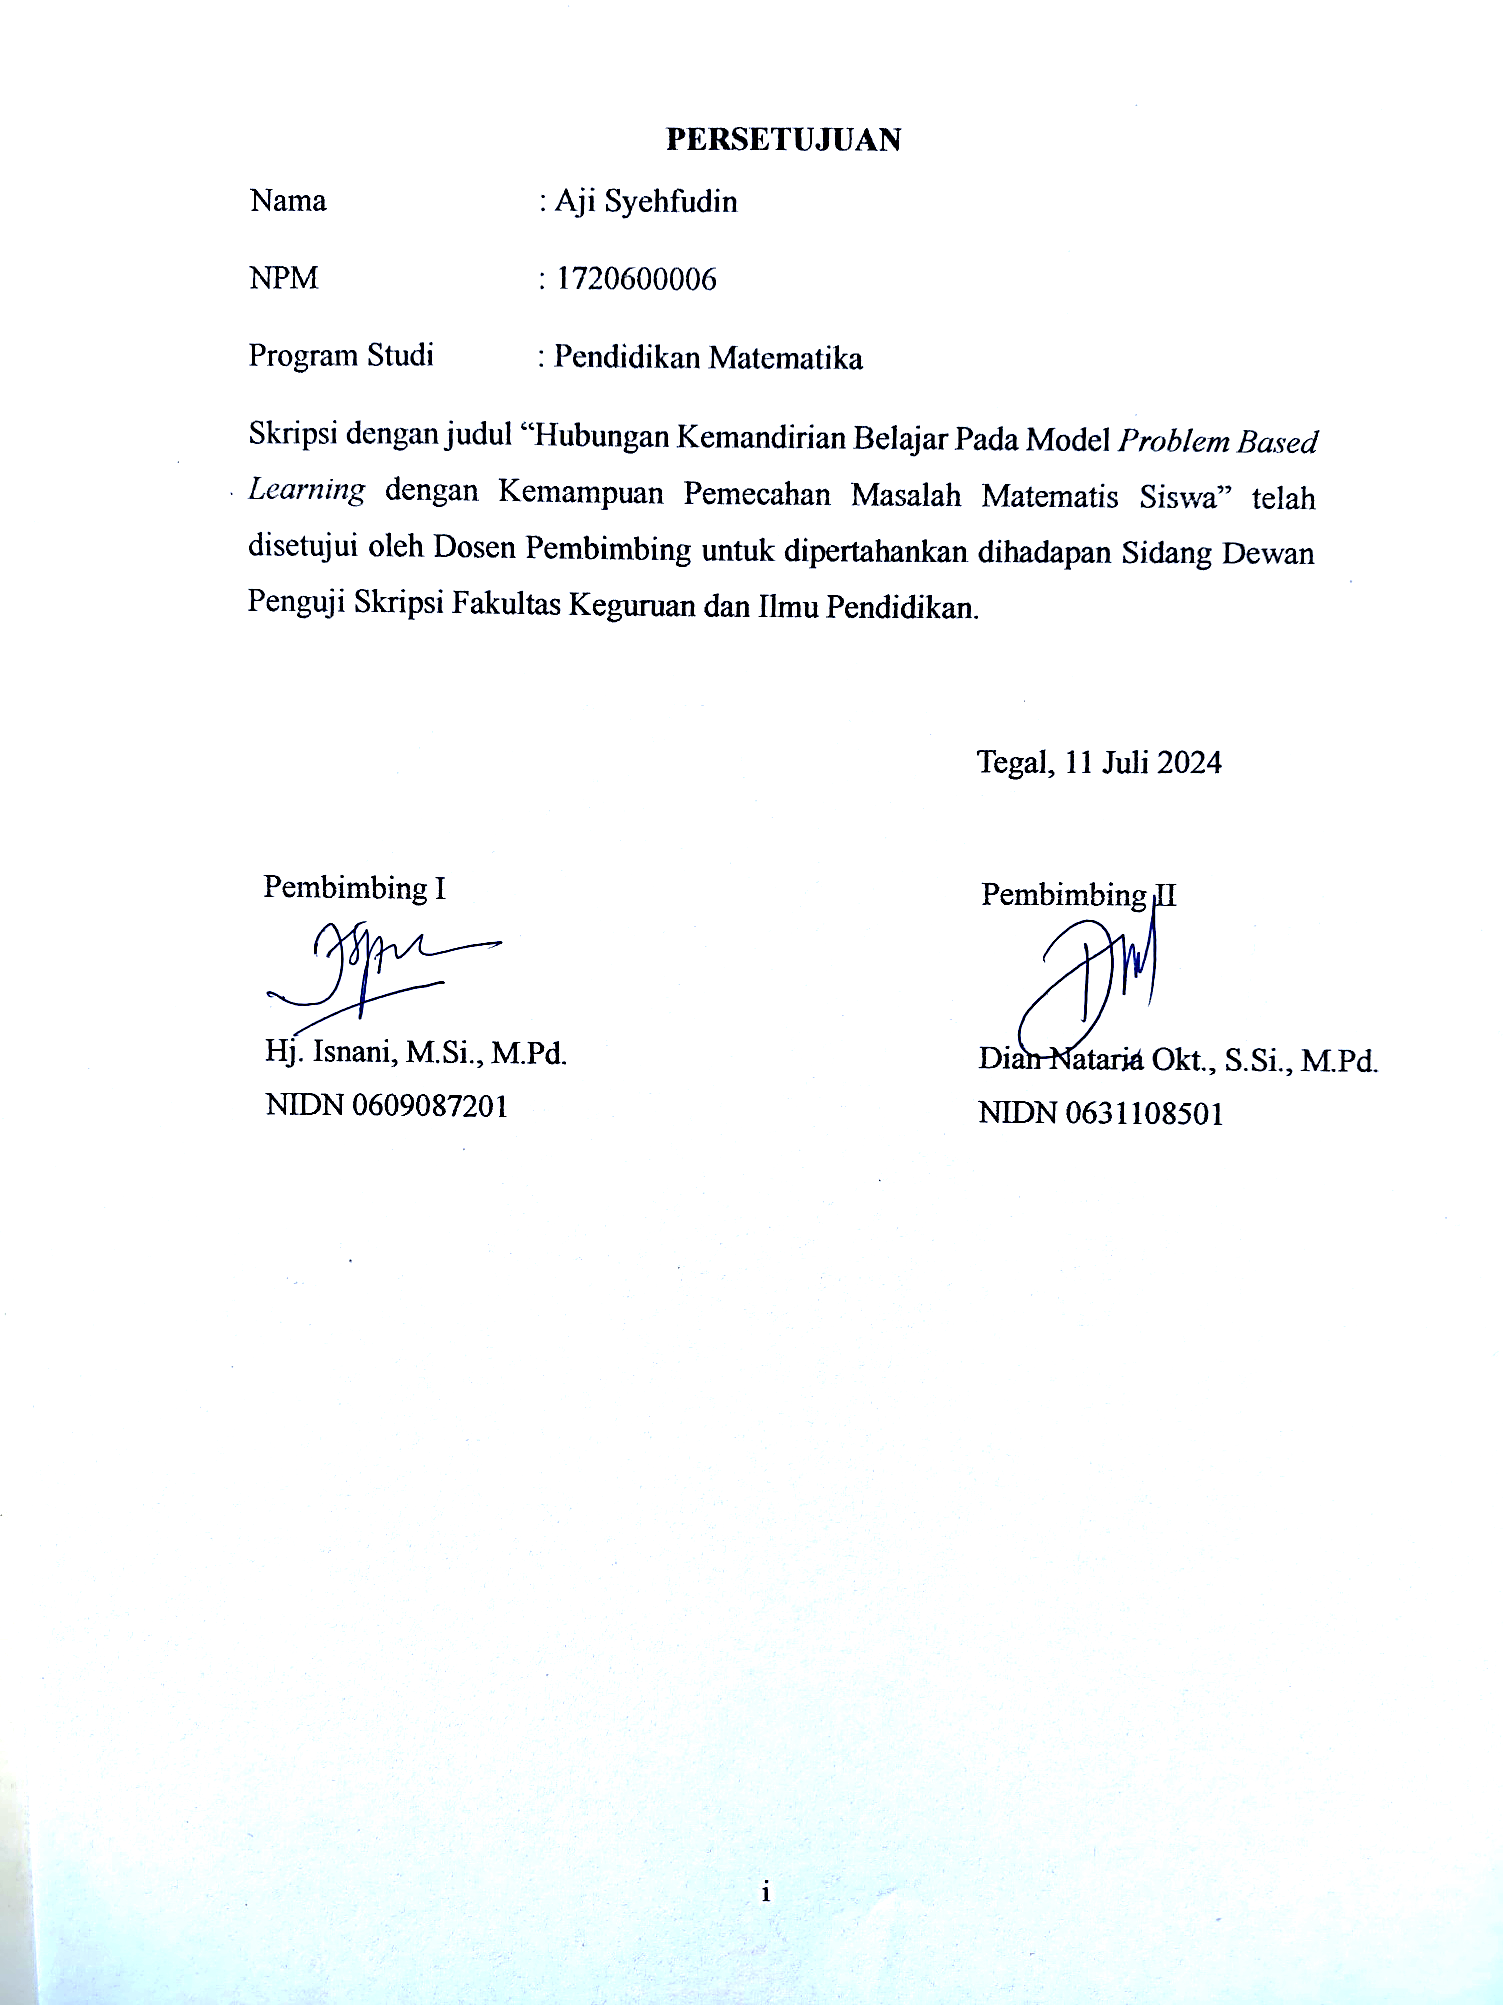 PERSETUJUAN
Nama : Aji Syehfudin
NPM : 1720600006
Program Studi : Pendidikan Matematika
Skripsi dengan judul “Hubungan Kemandirian Belajar Pada Model Problem Based
Learning dengan Kemampuan Pemecahan Masalah Matematis Siswa” telah
disetujui oleh Dosen Pembimbing untuk dipertahankan dihadapan Sidang Dewan
Penguji Skripsi Fakultas Keguruan dan Ilmu Pendidikan.
Tegal, 11 Juli 2024
Pembimbing I
Pembimbing II
Hj. Isnani, M.Si., M.Pd.
Dian Nataria Okt., S.Si., M.Pd.
NIDN 0609087201
NIDN 0631108501
i